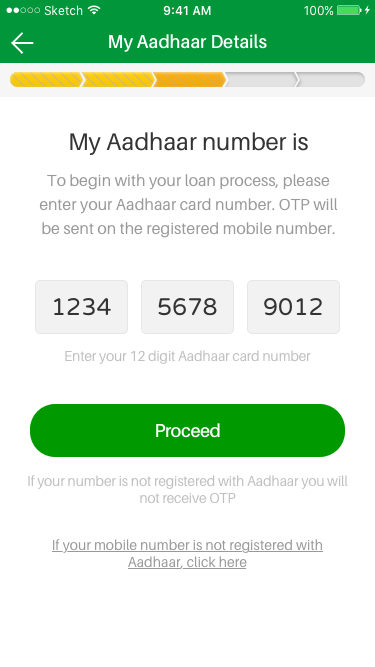 Sketch 9:41 AM 100%
My Aadhaar Details
My Aadhaar number is
To begin with your loan process, please
enter your Aadhaar card number. OTP will
be sent on the registered mobile number.
1234 5678 9012
Enter your 12 digit Aadhaar card number
Proceed
If your number is not registered with Aadhaar you will
not receive OTP
If your mobile number is not registered with
Aadhaar, click here